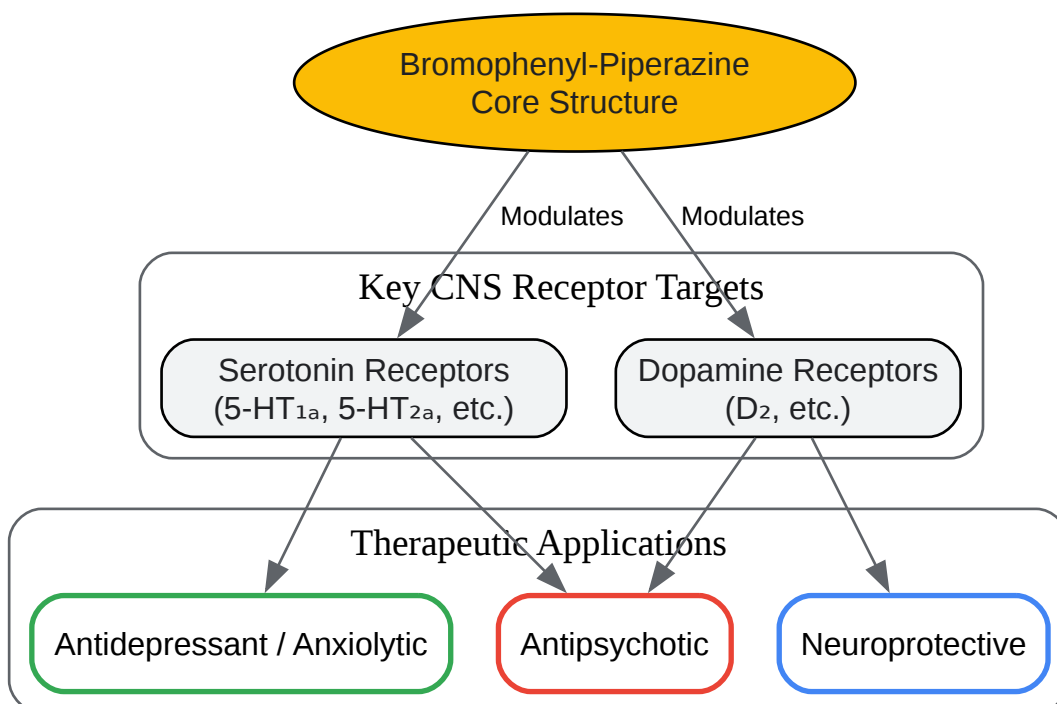 Bromophenyl-Piperazine
Core Structure
Modulates
Modulates
Key CNS Receptor Targets
Serotonin Receptors
(5-HT₁ₐ, 5-HT₂ₐ, etc.)
Dopamine Receptors
(D₂, etc.)
Therapeutic Applications
Antidepressant / Anxiolytic
Antipsychotic
Neuroprotective